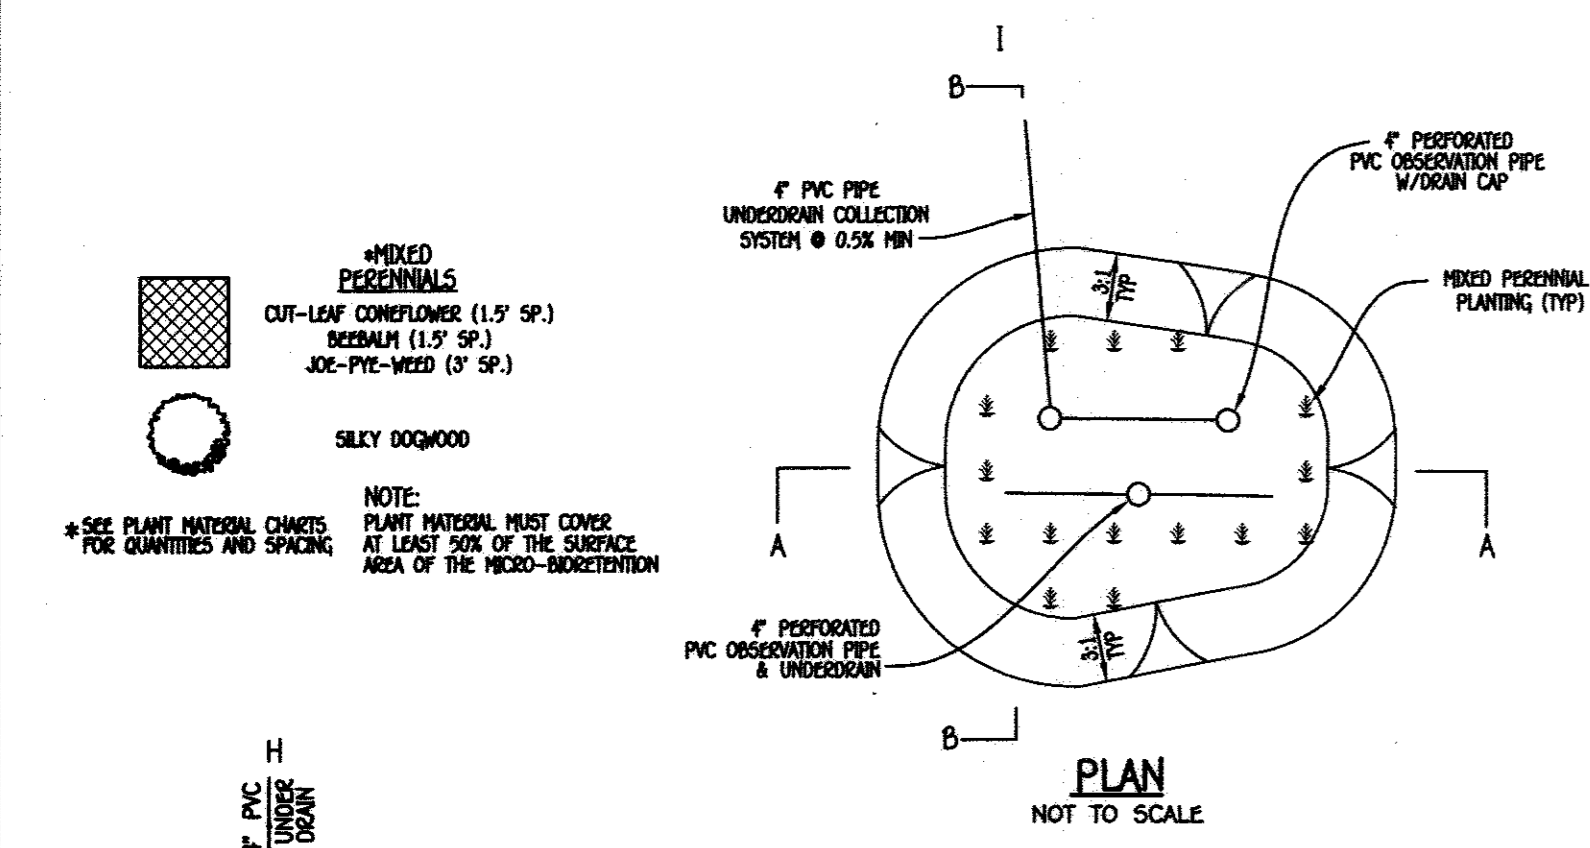 I
B
4" PERFORATED
PVC OBSERVATION PIPE
W/DRAIN CAP
4" PVC PIPE
UNDERDRAIN COLLECTION
SYSTEM @ 0.5% MIN
*MIXED
PERENNIALS
CUT-LEAF CONEFLOWER (1.5' SP.)
BEEBALM (1.5' SP.)
JOE-PYE-WEED (3' SP.)
3:1
TYP
MIXED PERENNIAL
PLANTING (TYP)
SILKY DOGWOOD
* SEE PLANT MATERIAL CHARTS
FOR QUANTITIES AND SPACING
NOTE:
PLANT MATERIAL MUST COVER
AT LEAST 50% OF THE SURFACE
AREA OF THE MICRO-BIORETENTION
A
A
4" PERFORATED
PVC OBSERVATION PIPE
& UNDERDRAIN
3:1
TYP
B
PLAN
NOT TO SCALE
H
4" PVC
UNDER
DRAIN